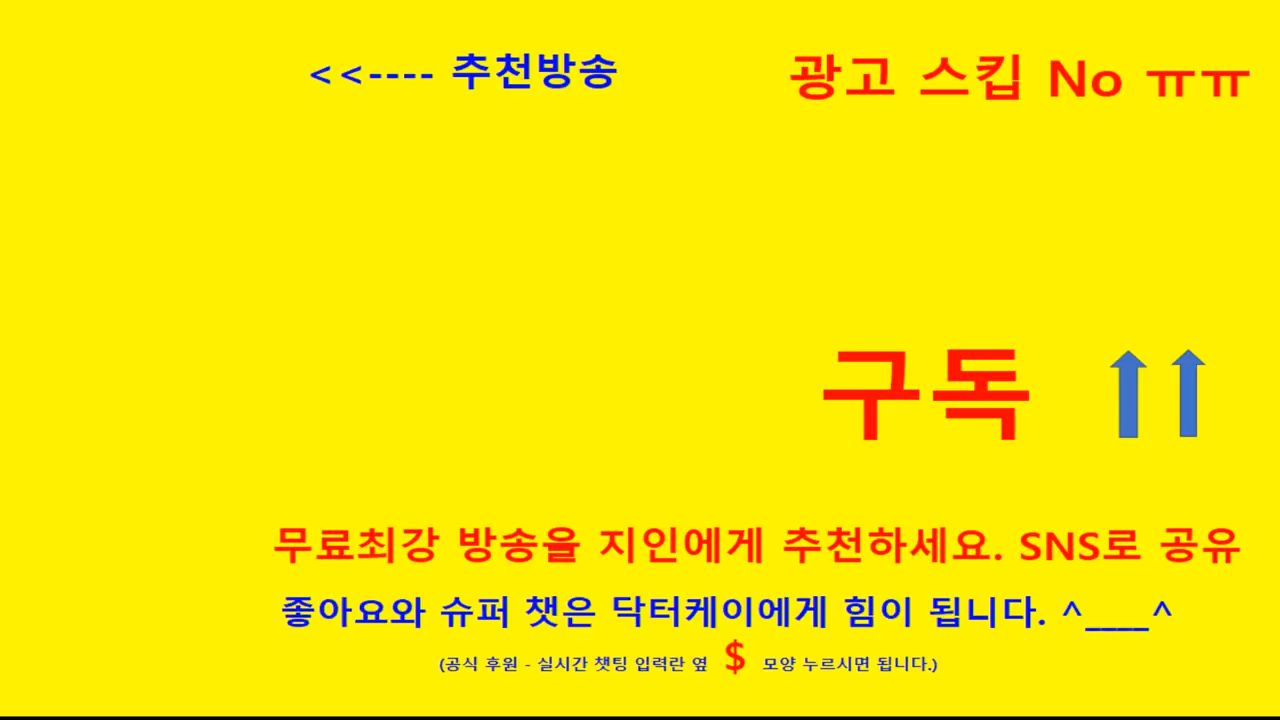 <<---- 추천방송
광고 스킵 No ㅠㅠ
구독
무료최강 방송을 지인에게 추천하세요. SNS로 공유
좋아요와 슈퍼 챗은 닥터케이에게 힘이 됩니다. ^____^
(공식 후원 - 실시간 챗팅 입력란 옆 $ 모양 누르시면 됩니다.)